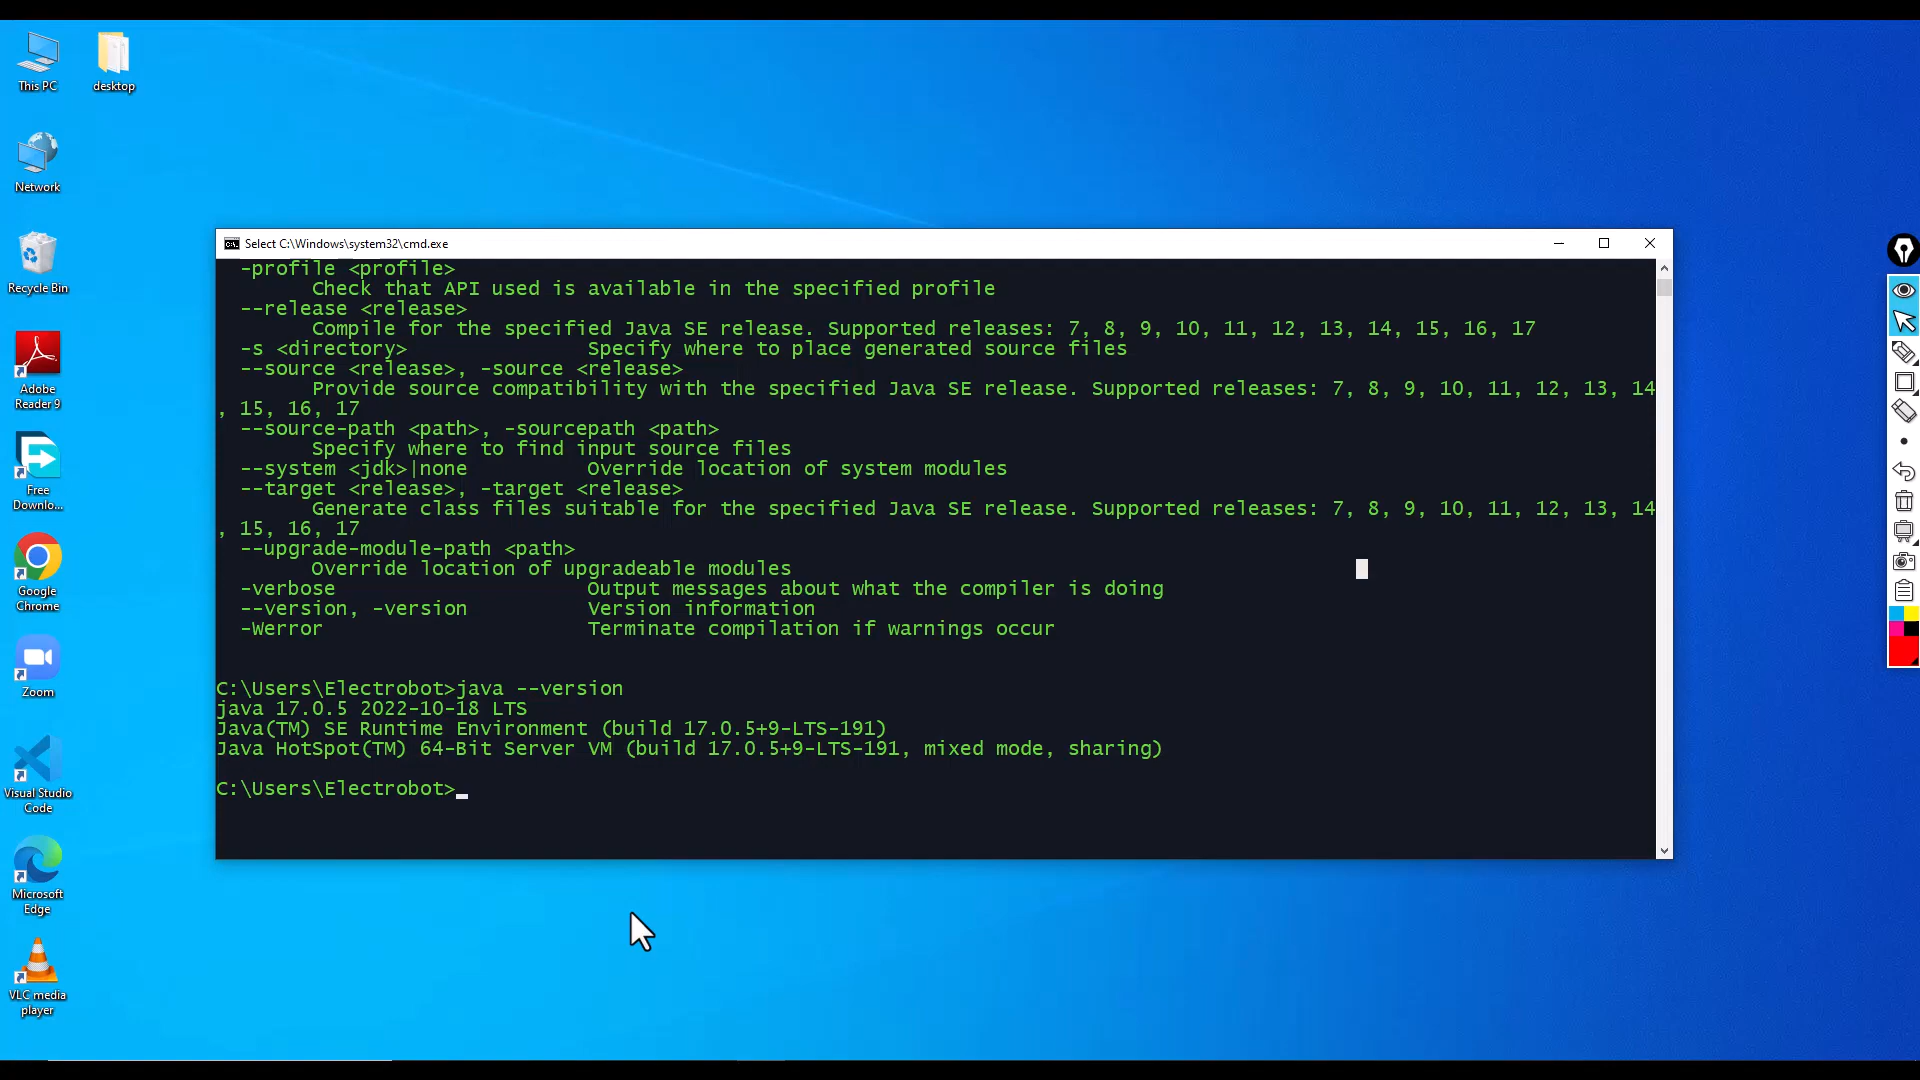 This PC
desktop
Network
Recycle Bin
Adobe
Reader 9
Free
Downlo...
Google
Chrome
Zoom
Visual Studio
Code
Microsoft
Edge
VLC media
player
Select C:\Windows\system32\cmd.exe
-profile <profile>
Check that API used is available in the specified profile
--release <release>
Compile for the specified Java SE release. Supported releases: 7, 8, 9, 10, 11, 12, 13, 14, 15, 16, 17
-s <directory> Specify where to place generated source files
--source <release>, -source <release>
Provide source compatibility with the specified Java SE release. Supported releases: 7, 8, 9, 10, 11, 12, 13, 14
, 15, 16, 17
--source-path <path>, -sourcepath <path>
Specify where to find input source files
--system <jdk>|none Override location of system modules
--target <release>, -target <release>
Generate class files suitable for the specified Java SE release. Supported releases: 7, 8, 9, 10, 11, 12, 13, 14
, 15, 16, 17
--upgrade-module-path <path>
Override location of upgradeable modules
-verbose Output messages about what the compiler is doing
--version, -version Version information
-Werror Terminate compilation if warnings occur
C:\Users\Electrobot>java --version
java 17.0.5 2022-10-18 LTS
Java(TM) SE Runtime Environment (build 17.0.5+9-LTS-191)
Java HotSpot(TM) 64-Bit Server VM (build 17.0.5+9-LTS-191, mixed mode, sharing)
C:\Users\Electrobot>